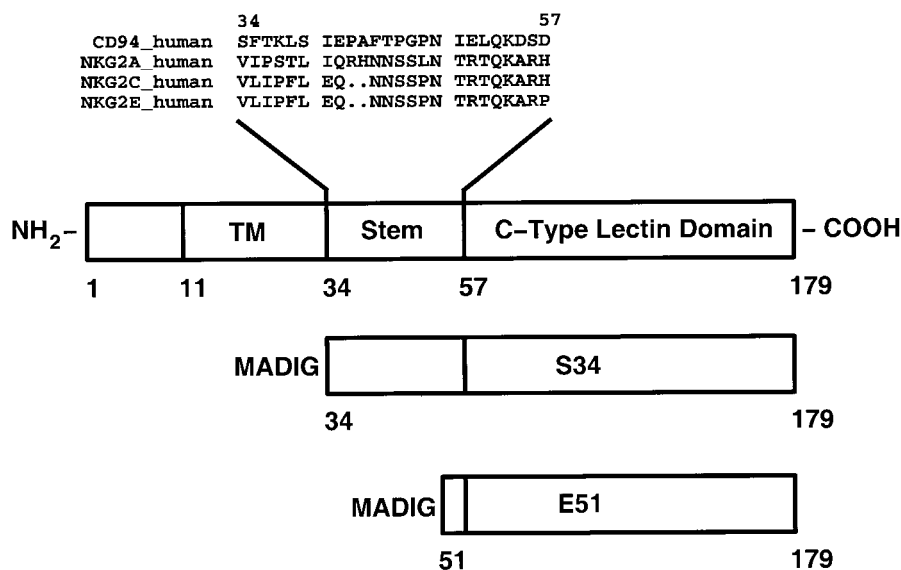 34 57
CD94_human SFTKLS IEPAFTPGPN IELQKDSD
NKG2A_human VIPSTL IQRHNNSSLN TRTQKARH
NKG2C_human VLIPFL EQ..NNSSPN TRTQKARH
NKG2E_human VLIPFL EQ..NNSSPN TRTQKARP
NH2- TM Stem C-Type Lectin Domain - COOH
1 11 34 57 179
MADIG S34
34 179
MADIG E51
51 179